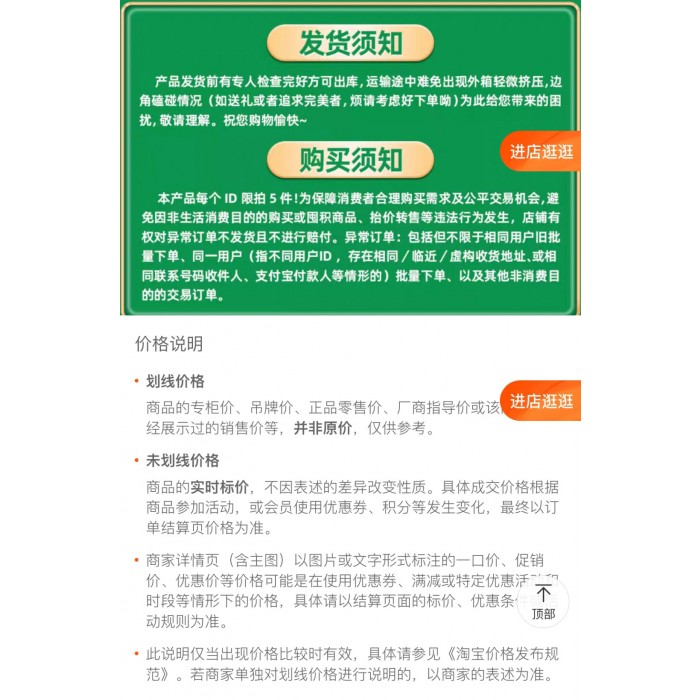 发货须知
产品发货前有专人检查完好方可出库,运输途中难免出现外箱轻微挤压,边
角磕碰情况(如送礼或者追求完美者,烦请考虑好下单呦)为此给您带来的困
扰,敬请理解。祝您购物愉快~
进店逛逛
购买须知
本产品每个 ID 限拍 5 件!为保障消费者合理购买需求及公平交易机会,避
免因非生活消费目的的购买或囤积商品、抬价转售等违法行为发生,店铺有
权对异常订单不发货且不进行赔付。异常订单:包括但不限于相同用户旧批
量下单、同一用户(指不同用户ID,存在相同/临近/虚构收货地址、或相
同联系号码收件人、支付宝付款人等情形的)批量下单、以及其他非消费目
的的交易订单。
价格说明
• 划线价格
商品的专柜价、吊牌价、正品零售价、厂商指导价或该
进店逛逛
经展示过的销售价等,并非原价,仅供参考。
• 未划线价格
商品的实时标价,不因表述的差异改变性质。具体成交价格根据
商品参加活动,或会员使用优惠券、积分等发生变化,最终以订
单结算页价格为准。
• 商家详情页(含主图)以图片或文字形式标注的一口价、促销
价、优惠价等价格可能是在使用优惠券、满减或特定优惠活动和
时段等情形下的价格,具体请以结算页面的标价、优惠条
动规则为准。
顶部
• 此说明仅当出现价格比较时有效,具体请参见《淘宝价格发布规
范》。若商家单独对划线价格进行说明的,以商家的表述为准。